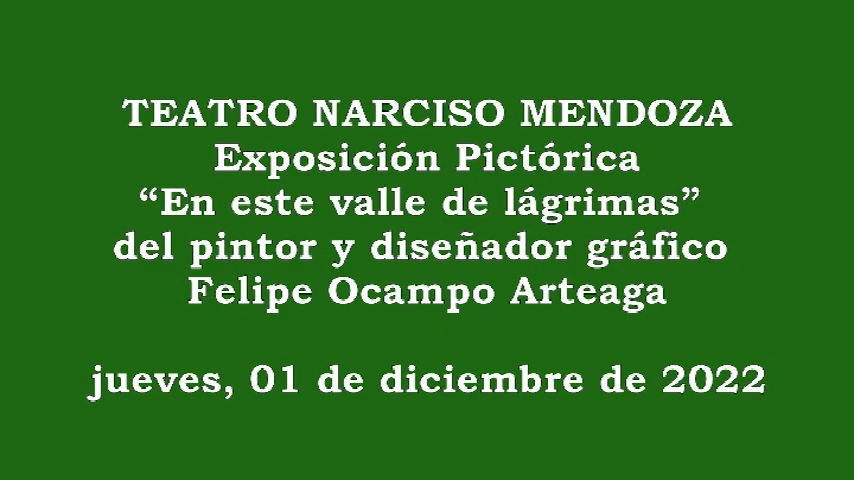 TEATRO NARCISO MENDOZA
Exposición Pictórica
“En este valle de lágrimas”
del pintor y diseñador gráfico
Felipe Ocampo Arteaga
jueves, 01 de diciembre de 2022